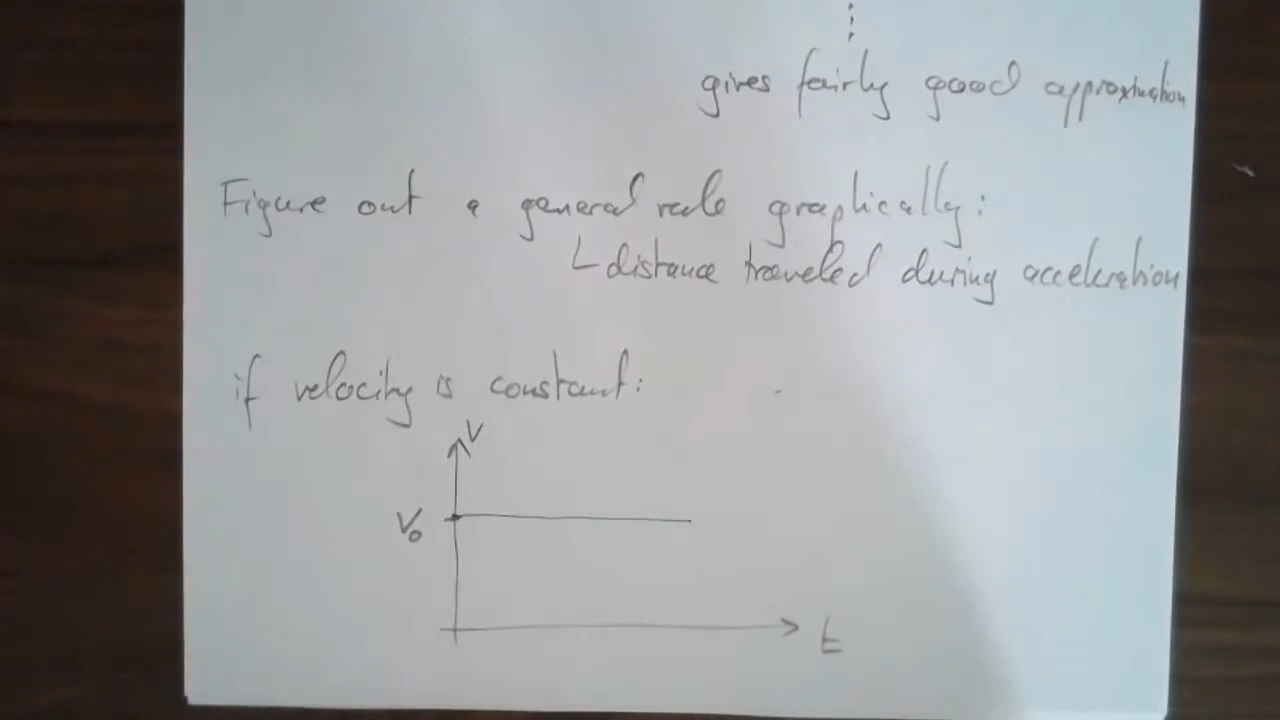 gives fairly good approximation
Figure out a general rule graphically:
distance traveled during acceleration
if velocity is constant:
V
V₀
t